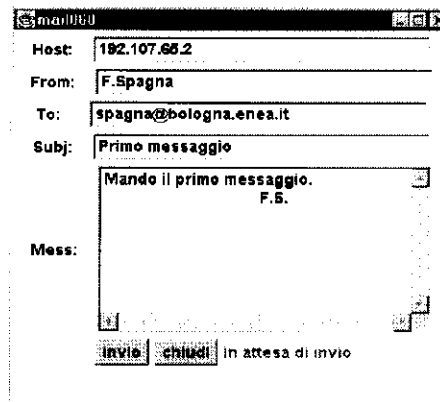 mail060
Host: 192.107.65.2
From: F.Spagna
To: spagna@bologna.enea.it
Subj: Primo messaggio
Mando il primo messaggio.
F.S.
Mess:
invio chiudi in attesa di invio